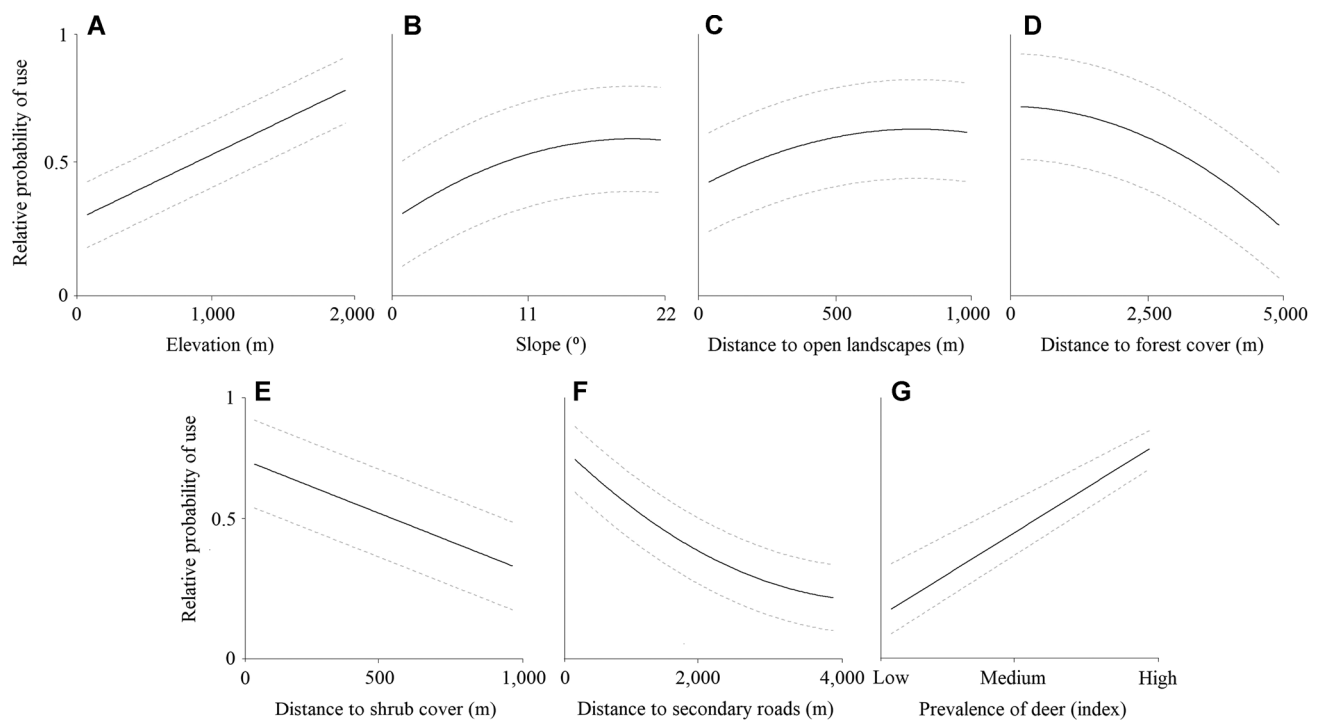 A B C D
Relative probability of use
1
0.5
0
0 1,000 2,000
Elevation (m)
0 11 22
Slope (º)
0 500 1,000
Distance to open landscapes (m)
0 2,500 5,000
Distance to forest cover (m)
E F G
Relative probability of use
1
0.5
0
0 500 1,000
Distance to shrub cover (m)
0 2,000 4,000
Distance to secondary roads (m)
Low Medium High
Prevalence of deer (index)